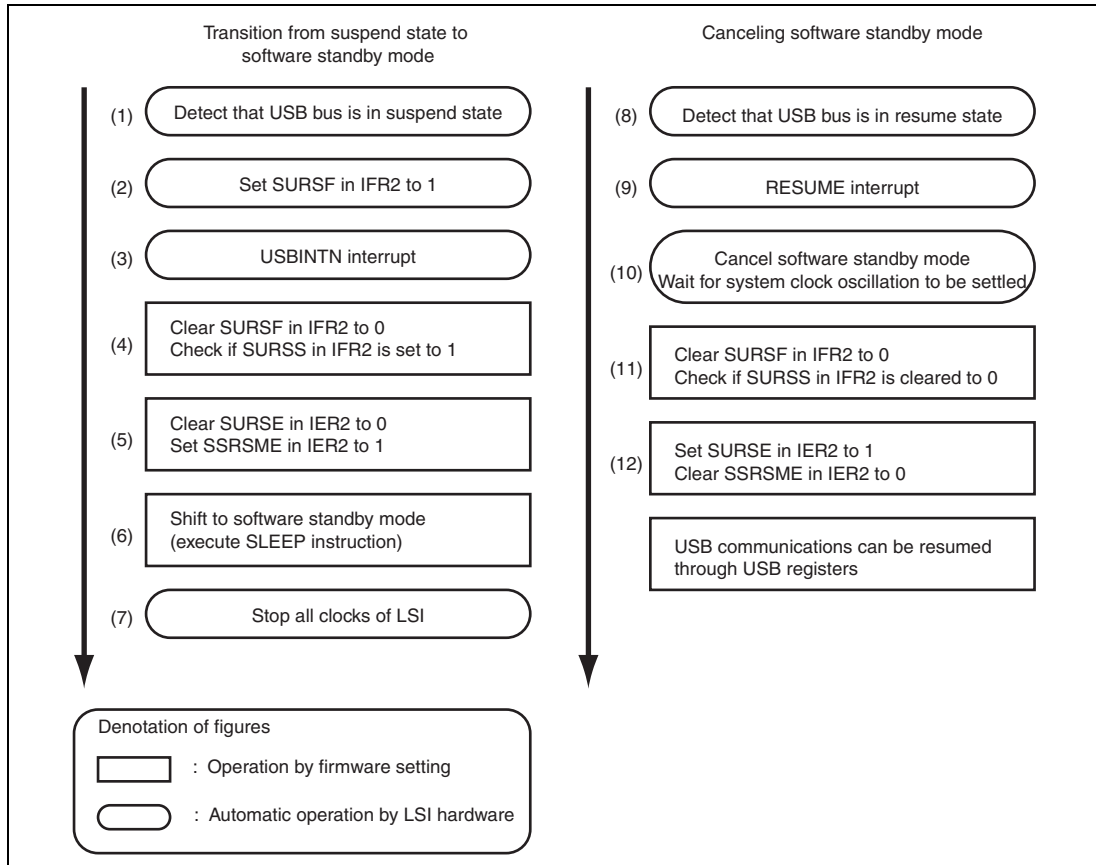 Transition from suspend state to
software standby mode
(1) Detect that USB bus is in suspend state
(2) Set SURSF in IFR2 to 1
(3) USBINTN interrupt
(4) Clear SURSF in IFR2 to 0
Check if SURSS in IFR2 is set to 1
(5) Clear SURSE in IER2 to 0
Set SSRSME in IER2 to 1
(6) Shift to software standby mode
(execute SLEEP instruction)
(7) Stop all clocks of LSI
Canceling software standby mode
(8) Detect that USB bus is in resume state
(9) RESUME interrupt
(10) Cancel software standby mode
Wait for system clock oscillation to be settled
(11) Clear SURSF in IFR2 to 0
Check if SURSS in IFR2 is cleared to 0
(12) Set SURSE in IER2 to 1
Clear SSRSME in IER2 to 0
USB communications can be resumed
through USB registers
Denotation of figures
: Operation by firmware setting
: Automatic operation by LSI hardware